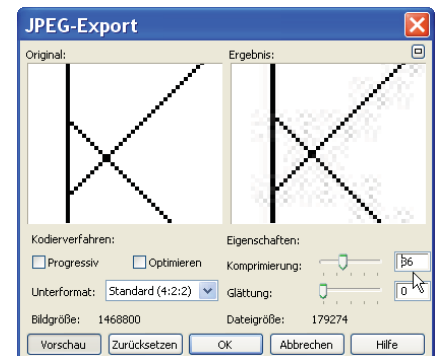 JPEG-Export
Original: Ergebnis:
Kodierverfahren: Eigenschaften:
Progressiv Optimieren Komprimierung: 36
Unterformat: Standard (4:2:2) Glättung: 0
Bildgröße: 1468800 Dateigröße: 179274
Vorschau Zurücksetzen OK Abbrechen Hilfe